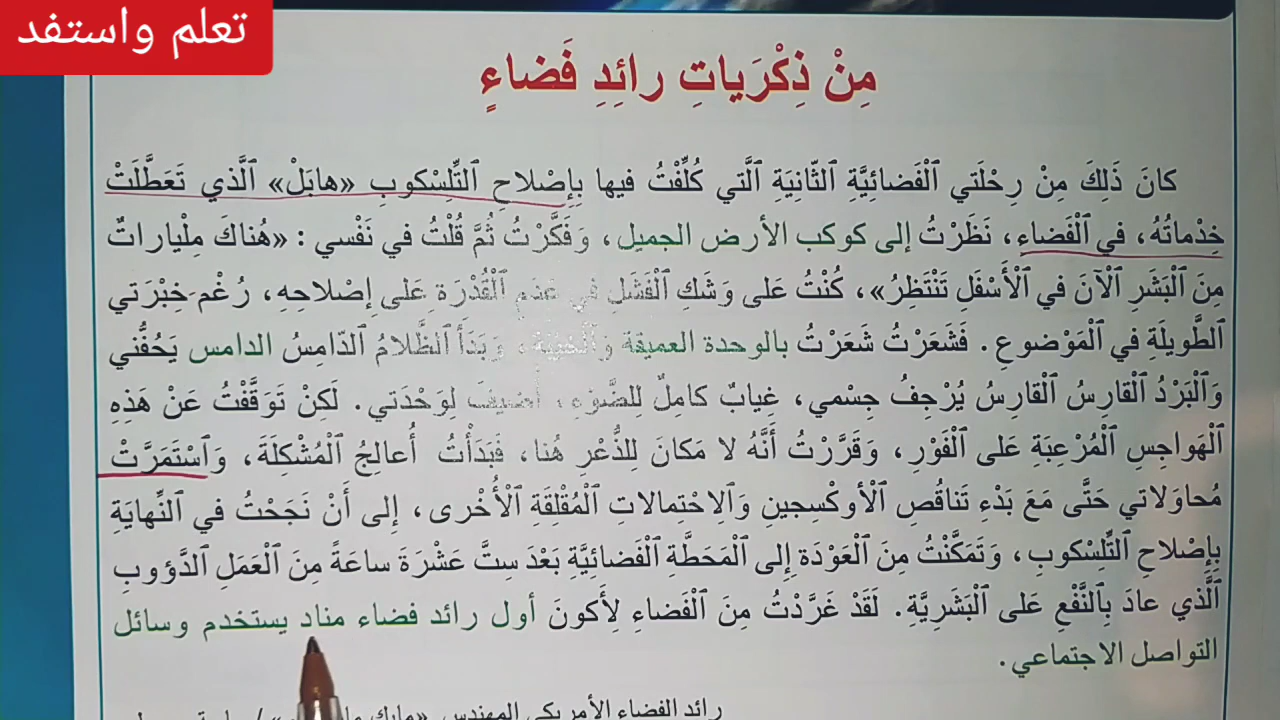 تعلم واستفد
مِنْ ذِكْرَياتِ رائِدِ فَضاءٍ
كانَ ذَلِكَ مِنْ رِحْلَتي ٱلْفَضائِيَّةِ ٱلثّانِيَةِ ٱلَّتي كُلِّفْتُ فيها بِإِصْلاحِ ٱلتِّلِسْكوبِ «هابَلْ» ٱلَّذي تَعَطَّلَتْ
خِدْماتُهُ، في ٱلْفَضاءِ، نَظَرْتُ إلى كوكب الأرض الجميل، وَفَكَّرْتُ ثُمَّ قُلْتُ في نَفْسي : «هُناكَ مِلْياراتٌ
مِنَ ٱلْبَشَرِ ٱلْآنَ في ٱلْأَسْفَلِ تَنْتَظِرُ»، كُنْتُ عَلى وَشَكِ ٱلْفَشَلِ في عَدَمِ ٱلْقُدْرَةِ عَلى إِصْلاحِهِ، رُغْمَ خِبْرَتي
ٱلطَّويلَةِ في ٱلْمَوْضوعِ. فَشَعَرْتُ شَعَرْتُ بالوحدة العميقة ، وَبَدَأَ ٱلظَّلامُ ٱلدّامِسُ الدامس يَحُفُّني
وَٱلْبَرْدُ ٱلْقارِسُ ٱلْقارِسُ يُرْجِفُ جِسْمي، غِيابٌ كامِلٌ لِلضَّوْءِ، أُضيفَ لِوَحْدَتي. لَكِنْ تَوَقَّفْتُ عَنْ هَذِهِ
ٱلْهَواجِسِ ٱلْمُرْعِبَةِ عَلى ٱلْفَوْرِ، وَقَرَّرْتُ أَنَّهُ لا مَكانَ لِلذُّعْرِ هُنا، فَبَدَأْتُ أُعالِجُ ٱلْمُشْكِلَةَ، وَٱسْتَمَرَّتْ
مُحاوَلاتي حَتَّى مَعَ بَدْءِ تَناقُصِ ٱلْأوكْسِجينِ وَٱلِاحْتِمالاتِ ٱلْمُقْلِقَةِ ٱلْأُخْرى، إِلى أَنْ نَجَحْتُ في ٱلنِّهايَةِ
بِإِصْلاحِ ٱلتِّلِسْكوبِ، وَتَمَكَّنْتُ مِنَ ٱلْعَوْدَةِ إِلى ٱلْمَحَطَّةِ ٱلْفَضائِيَّةِ بَعْدَ سِتَّ عَشْرَةَ ساعَةً مِنَ ٱلْعَمَلِ ٱلدَّؤوبِ
ٱلَّذي عادَ بِٱلنَّفْعِ عَلى ٱلْبَشَرِيَّةِ. لَقَدْ غَرَّدْتُ مِنَ ٱلْفَضاءِ لِأَكونَ أول رائد فضاء مناد يستخدم وسائل
التواصل الاجتماعي.
رائد الفضاء الأمريكي المهندس «مايك